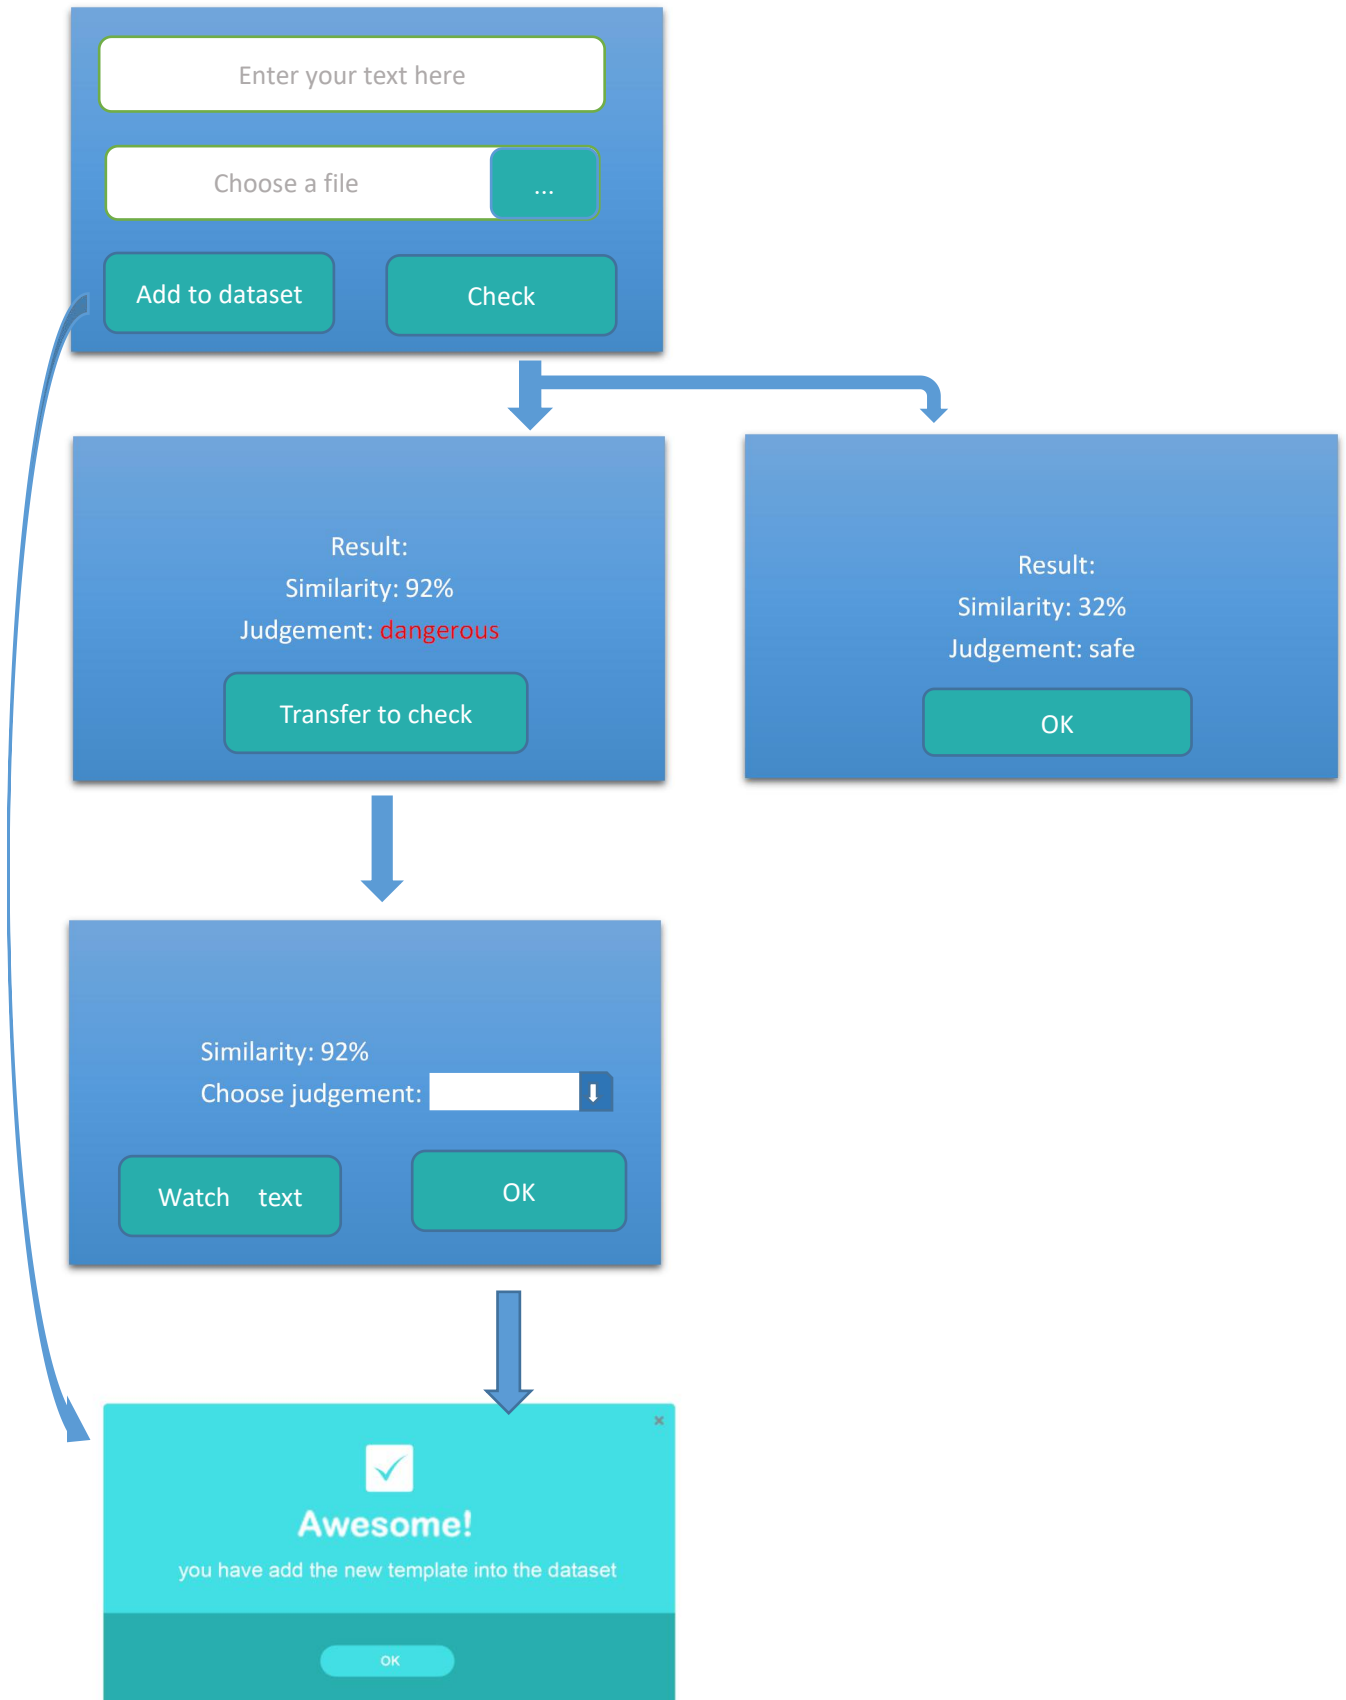 Enter your text here
Choose a file
...
Add to dataset
Check
Result:
Similarity: 92%
Judgement: dangerous
Transfer to check
Result:
Similarity: 32%
Judgement: safe
OK
Similarity: 92%
Choose judgement:
Watch text
OK
Awesome!
you have add the new template into the dataset
OK